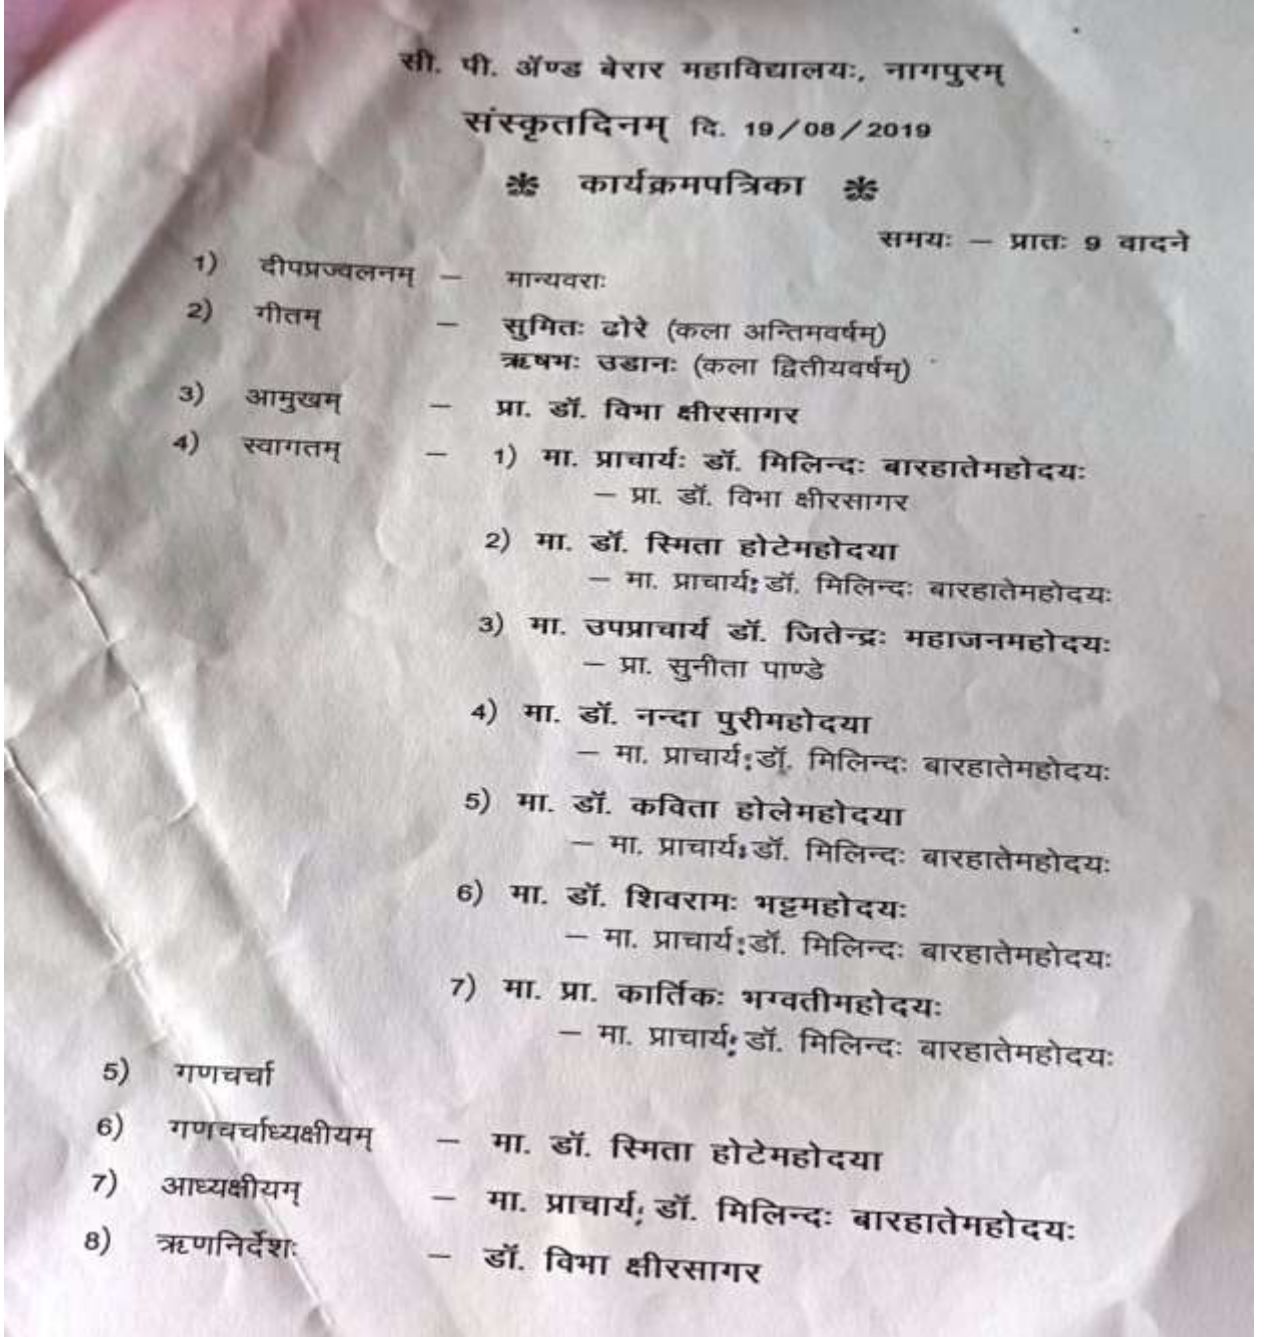 सी. पी. ॲण्ड बेरार महाविद्यालयः, नागपुरम्
संस्कृतदिनम् दि. 19/08/2019
कार्यक्रमपत्रिका
समयः – प्रातः 9 वादने
1) दीपप्रज्वलनम् – मान्यवराः
2) गीतम् – सुमितः ढोरे (कला अन्तिमवर्षम्)
ऋषभः उडानः (कला द्वितीयवर्षम्)
3) आमुखम् – प्रा. डॉ. विभा क्षीरसागर
4) स्वागतम् – 1) मा. प्राचार्यः डॉ. मिलिन्दः बारहातेमहोदयः
– प्रा. डॉ. विभा क्षीरसागर
2) मा. डॉ. स्मिता होटेमहोदया
– मा. प्राचार्यः डॉ. मिलिन्दः बारहातेमहोदयः
3) मा. उपप्राचार्य डॉ. जितेन्द्रः महाजनमहोदयः
– प्रा. सुनीता पाण्डे
4) मा. डॉ. नन्दा पुरीमहोदया
– मा. प्राचार्यः डॉ. मिलिन्दः बारहातेमहोदयः
5) मा. डॉ. कविता होलेमहोदया
– मा. प्राचार्यः डॉ. मिलिन्दः बारहातेमहोदयः
6) मा. डॉ. शिवरामः भट्टमहोदयः
– मा. प्राचार्यः डॉ. मिलिन्दः बारहातेमहोदयः
7) मा. प्रा. कार्तिकः भग्वतीमहोदयः
– मा. प्राचार्यः डॉ. मिलिन्दः बारहातेमहोदयः
5) गणचर्चा
6) गणचर्चाध्यक्षीयम् – मा. डॉ. स्मिता होटेमहोदया
7) आध्यक्षीयम् – मा. प्राचार्यः डॉ. मिलिन्दः बारहातेमहोदयः
8) ऋणनिर्देशः – डॉ. विभा क्षीरसागर